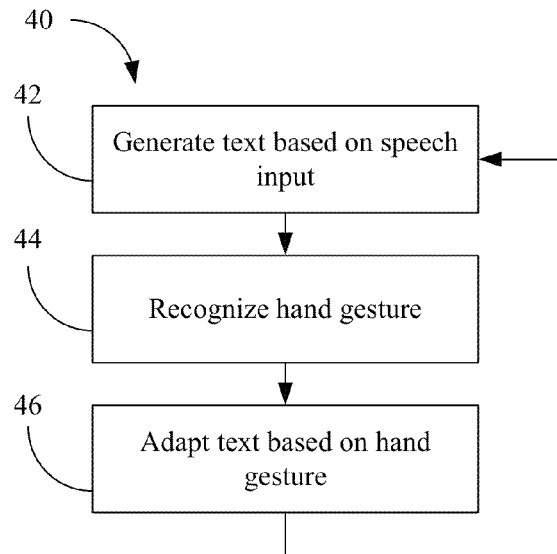 40
42
Generate text based on speech
input
44
Recognize hand gesture
46
Adapt text based on hand
gesture